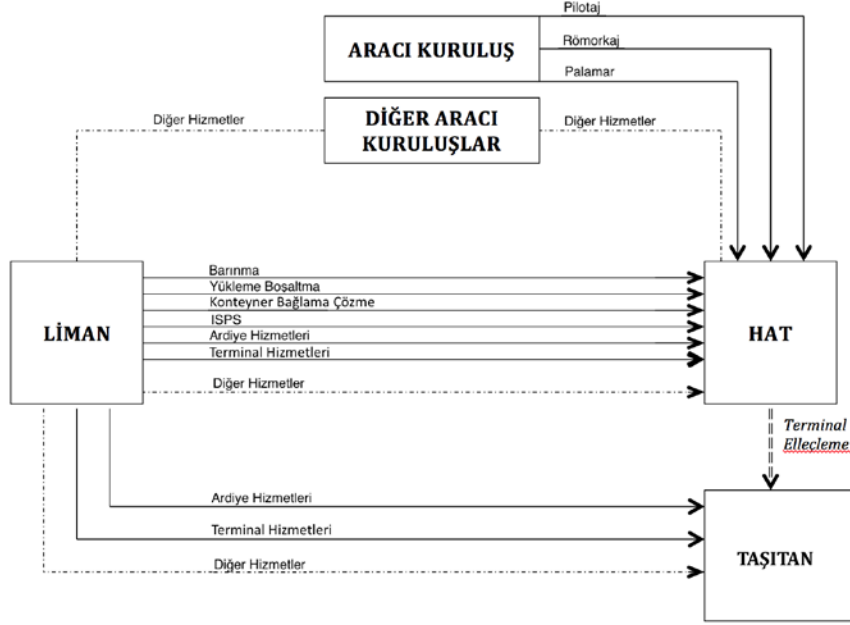 Pilotaj
ARACI KURULUŞ
Römorkaj
Palamar
Diğer Hizmetler
DİĞER ARACI
KURULUŞLAR
Diğer Hizmetler
Barınma
Yükleme Boşaltma
Konteyner Bağlama Çözme
ISPS
Ardiye Hizmetleri
Terminal Hizmetleri
LİMAN
HAT
Diğer Hizmetler
Terminal
Elleçleme
Ardiye Hizmetleri
Terminal Hizmetleri
Diğer Hizmetler
TAŞITAN